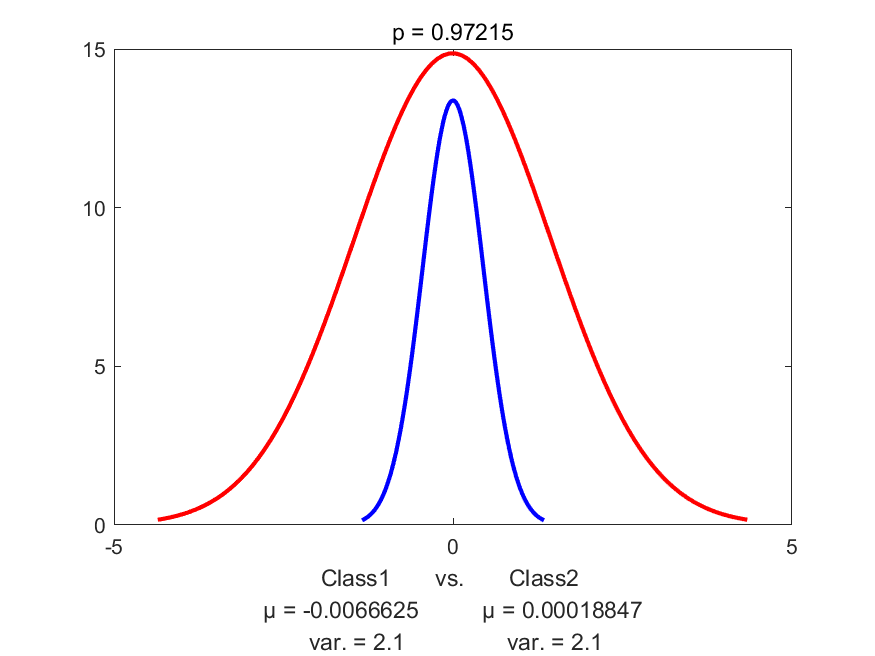 p = 0.97215
15
10
5
0
-5 0 5
Class1 vs. Class2
μ = -0.0066625 μ = 0.00018847
var. = 2.1 var. = 2.1